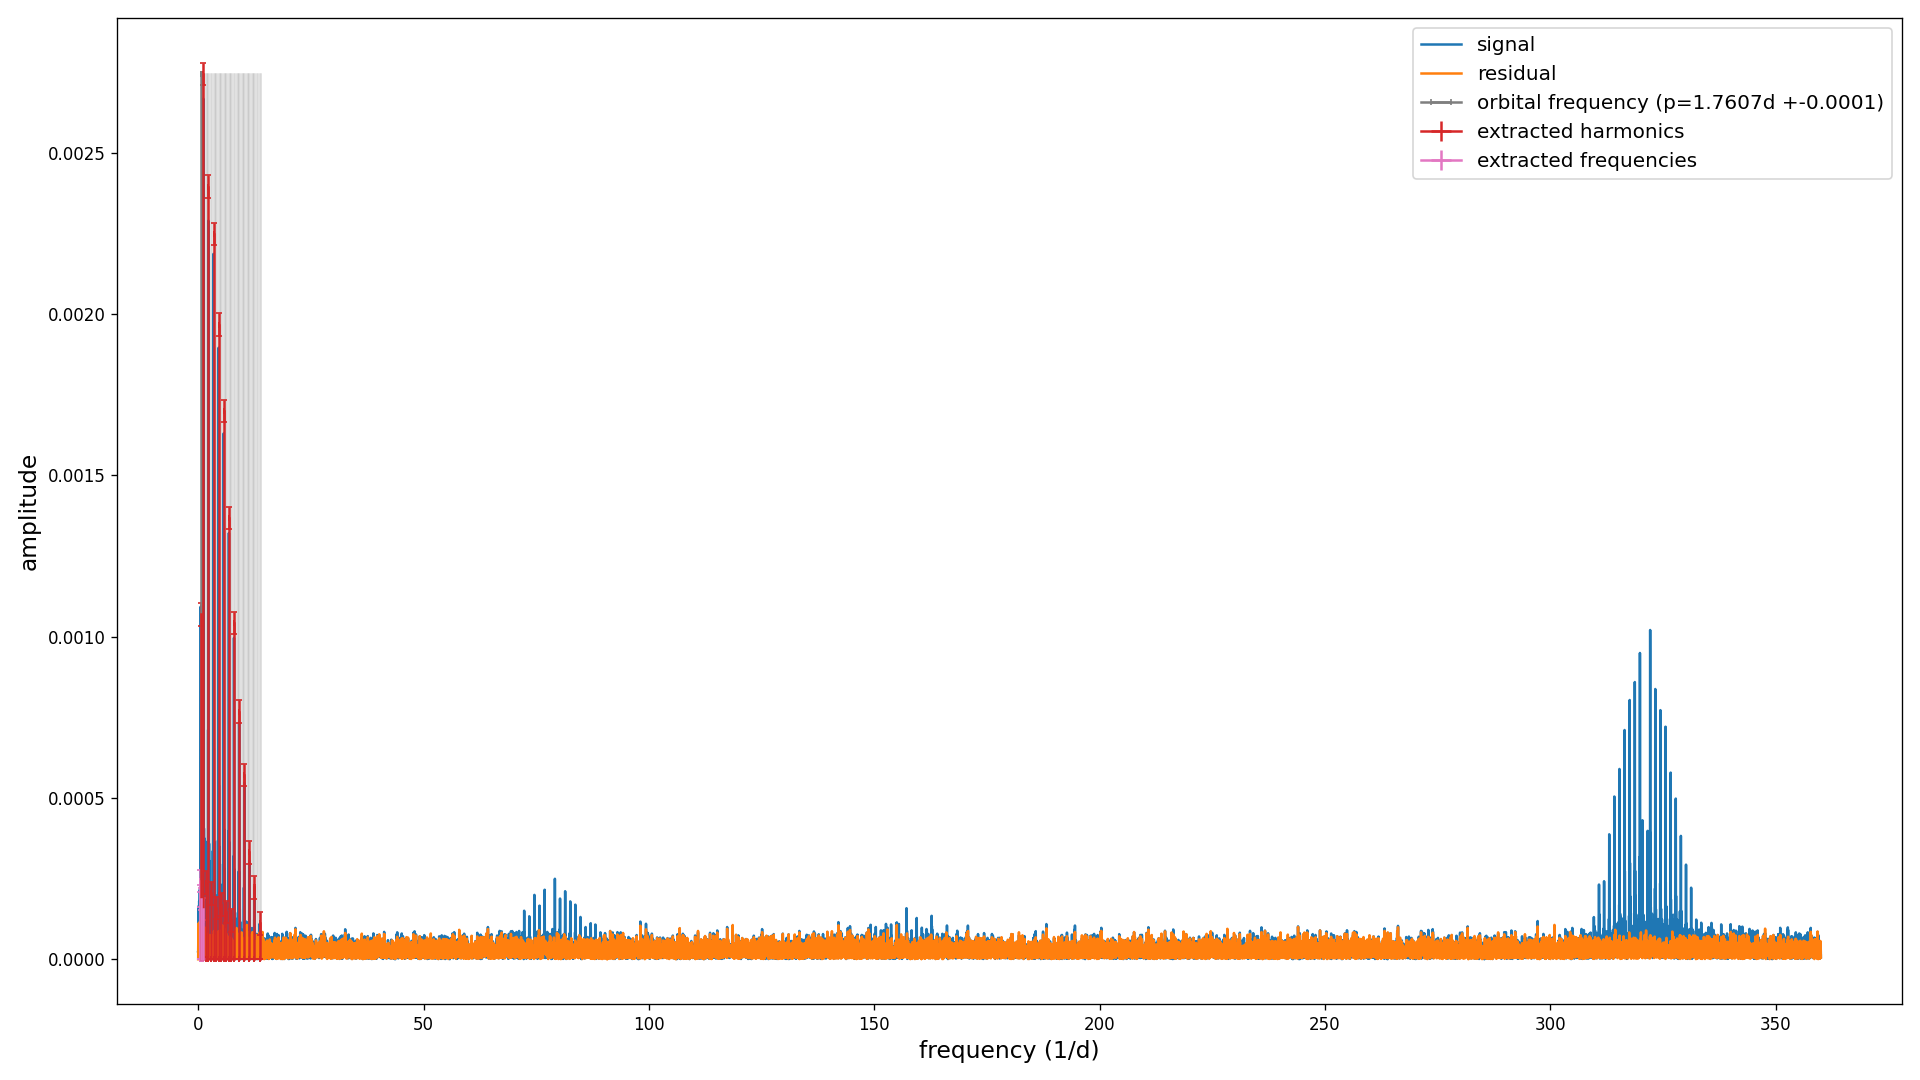 signal
residual
orbital frequency (p=1.7607d +-0.0001)
extracted harmonics
extracted frequencies
0.0025
0.0020
0.0015
0.0010
0.0005
0.0000
amplitude
0 50 100 150 200 250 300 350
frequency (1/d)